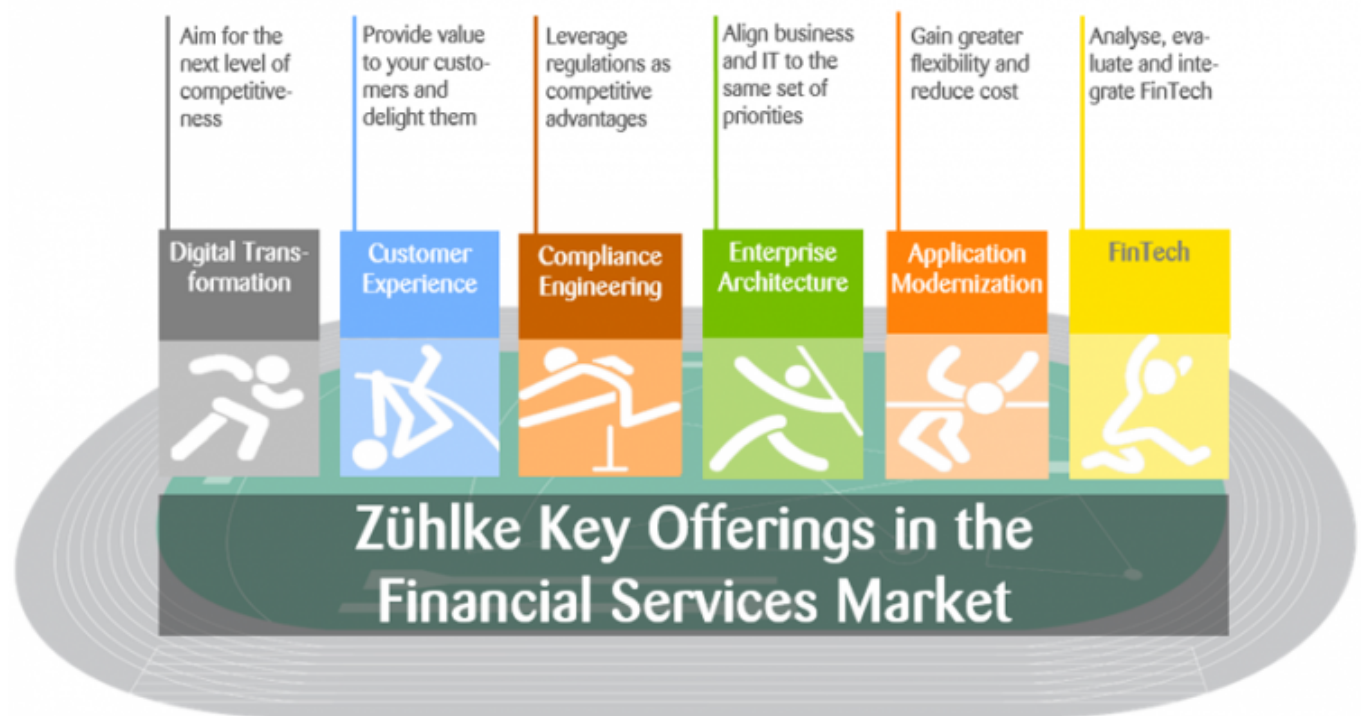 Aim for the
next level of
competitive-
ness
Provide value
to your custo-
mers and
delight them
Leverage
regulations as
competitive
advantages
Align business
and IT to the
same set of
priorities
Gain greater
flexibility and
reduce cost
Analyse, eva-
luate and inte-
grate FinTech
Digital Trans-
formation
Customer
Experience
Compliance
Engineering
Enterprise
Architecture
Application
Modernization
FinTech
Zühlke Key Offerings in the
Financial Services Market